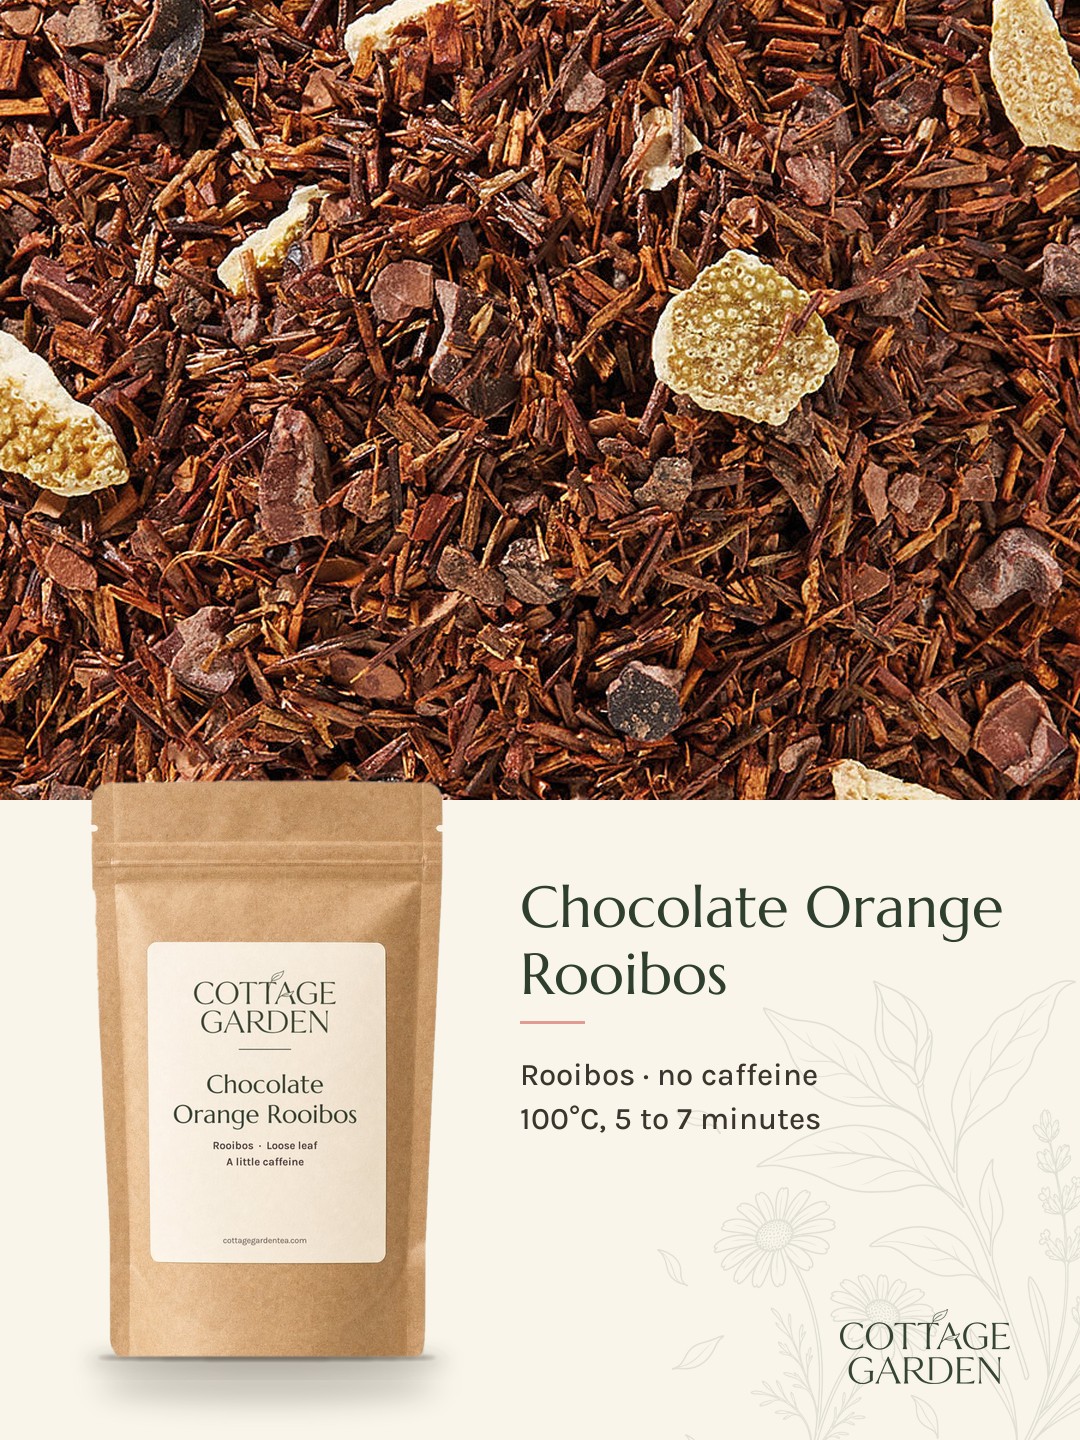 Chocolate Orange
Rooibos
Rooibos · no caffeine
100°C, 5 to 7 minutes
COTTAGE
GARDEN
Chocolate
Orange Rooibos
Rooibos · Loose leaf
A little caffeine
cottagegardentea.com
COTTAGE
GARDEN